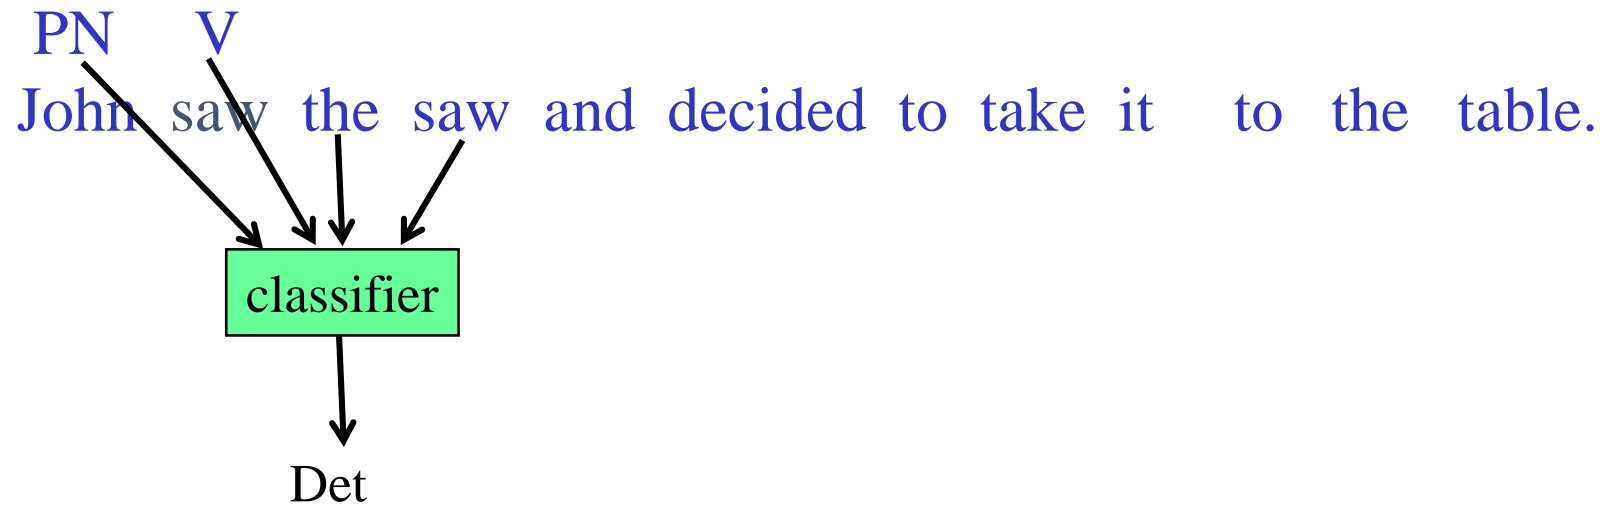 PN V
John saw the saw and decided to take it to the table.
classifier
Det